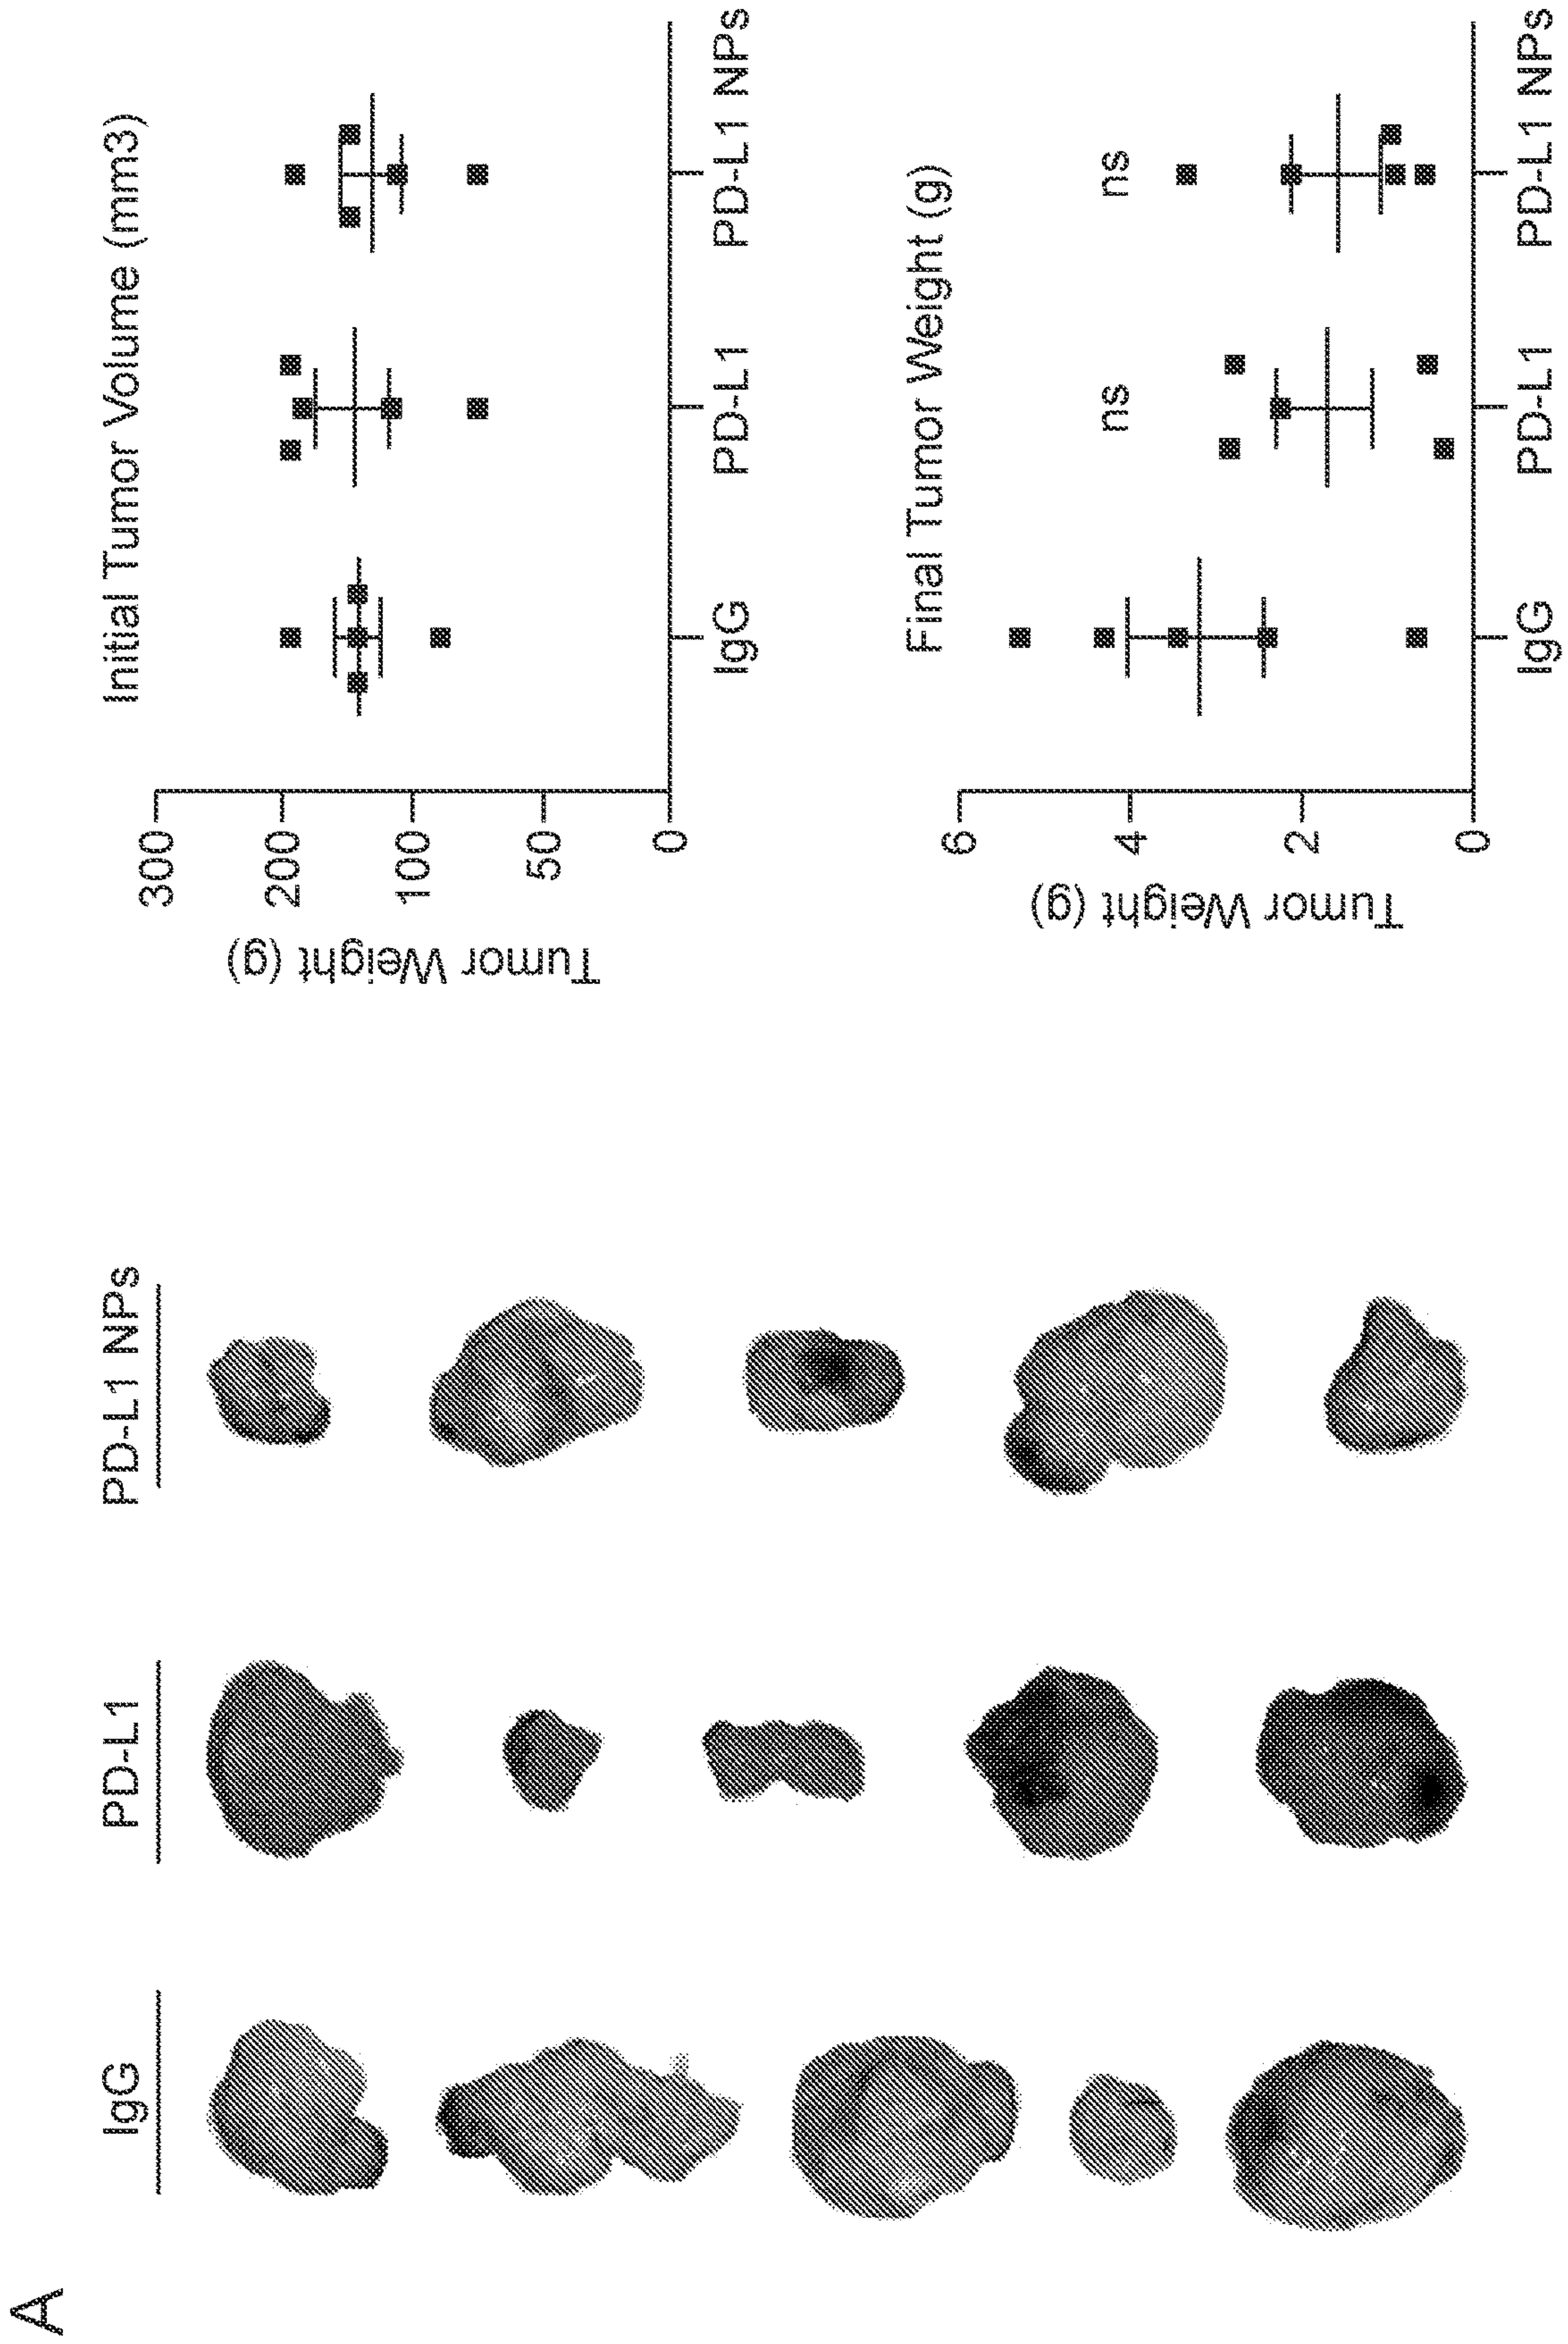 A
IgG
PD-L1
PD-L1 NPs
Initial Tumor Volume (mm3)
Tumor Weight (g)
300
200
100
50
0
IgG
PD-L1
PD-L1 NPs
Final Tumor Weight (g)
Tumor Weight (g)
6
4
2
0
ns
ns
IgG
PD-L1
PD-L1 NPs